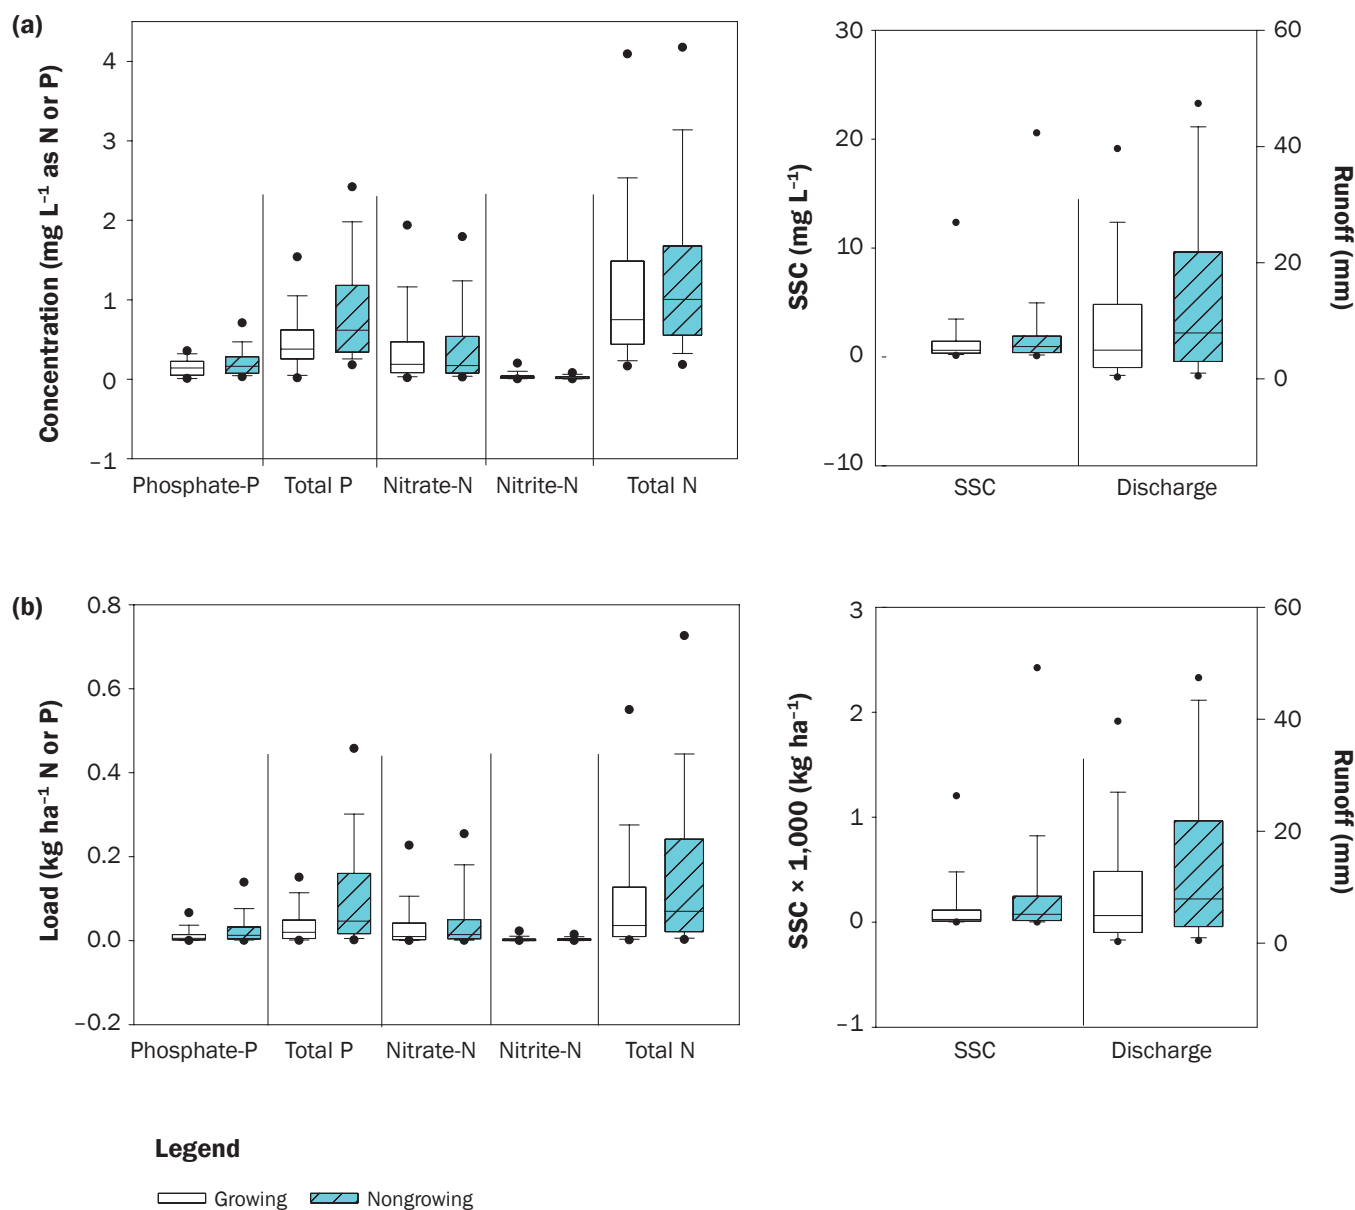 (a)
Concentration (mg L⁻¹ as N or P)
4
3
2
1
0
–1
Phosphate-P Total P Nitrate-N Nitrite-N Total N
SSC (mg L⁻¹)
30
20
10
0
–10
SSC Discharge
60
40
20
0
Runoff (mm)
(b)
Load (kg ha⁻¹ N or P)
0.8
0.6
0.4
0.2
0.0
–0.2
Phosphate-P Total P Nitrate-N Nitrite-N Total N
SSC × 1,000 (kg ha⁻¹)
3
2
1
0
–1
SSC Discharge
60
40
20
0
Runoff (mm)
Legend
Growing Nongrowing